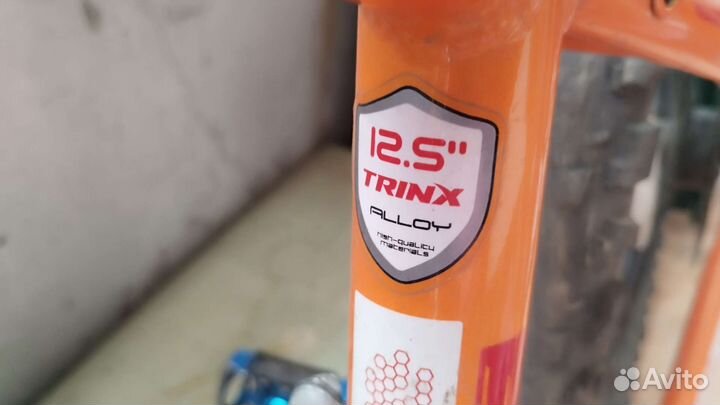 12.5"
TRINX
ALLOY
high-quality
materials
Avito